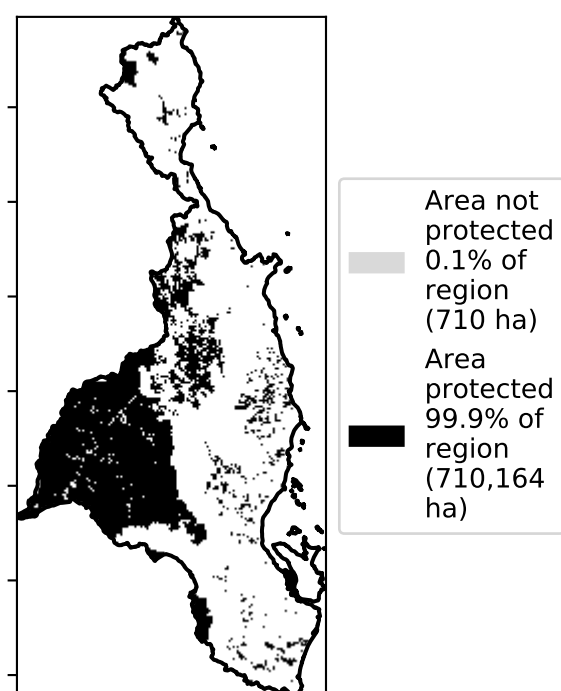 Area not
protected
0.1% of
region
(710 ha)
Area
protected
99.9% of
region
(710,164
ha)